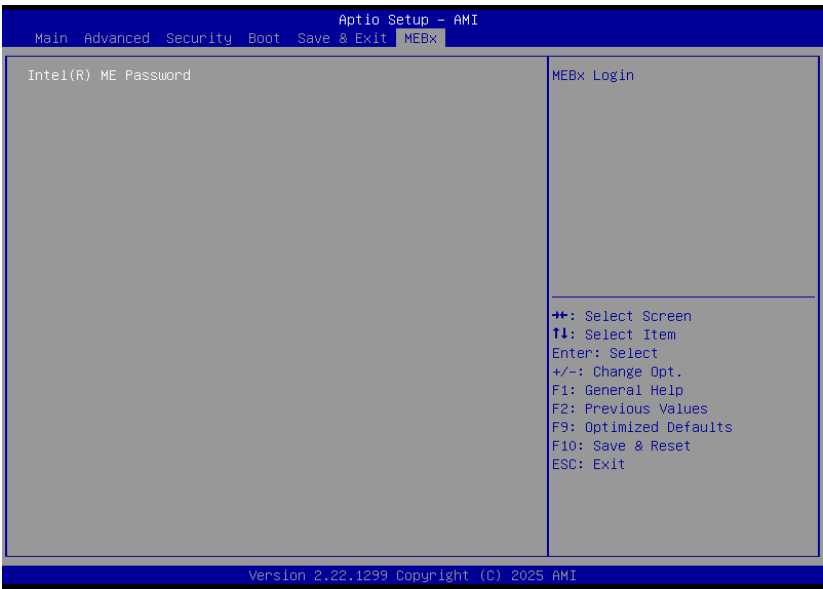 Aptio Setup – AMI
Main Advanced Security Boot Save & Exit MEBx
Intel(R) ME Password
MEBx Login
→←: Select Screen
↑↓: Select Item
Enter: Select
+/-: Change Opt.
F1: General Help
F2: Previous Values
F9: Optimized Defaults
F10: Save & Reset
ESC: Exit
Version 2.22.1299 Copyright (C) 2025 AMI